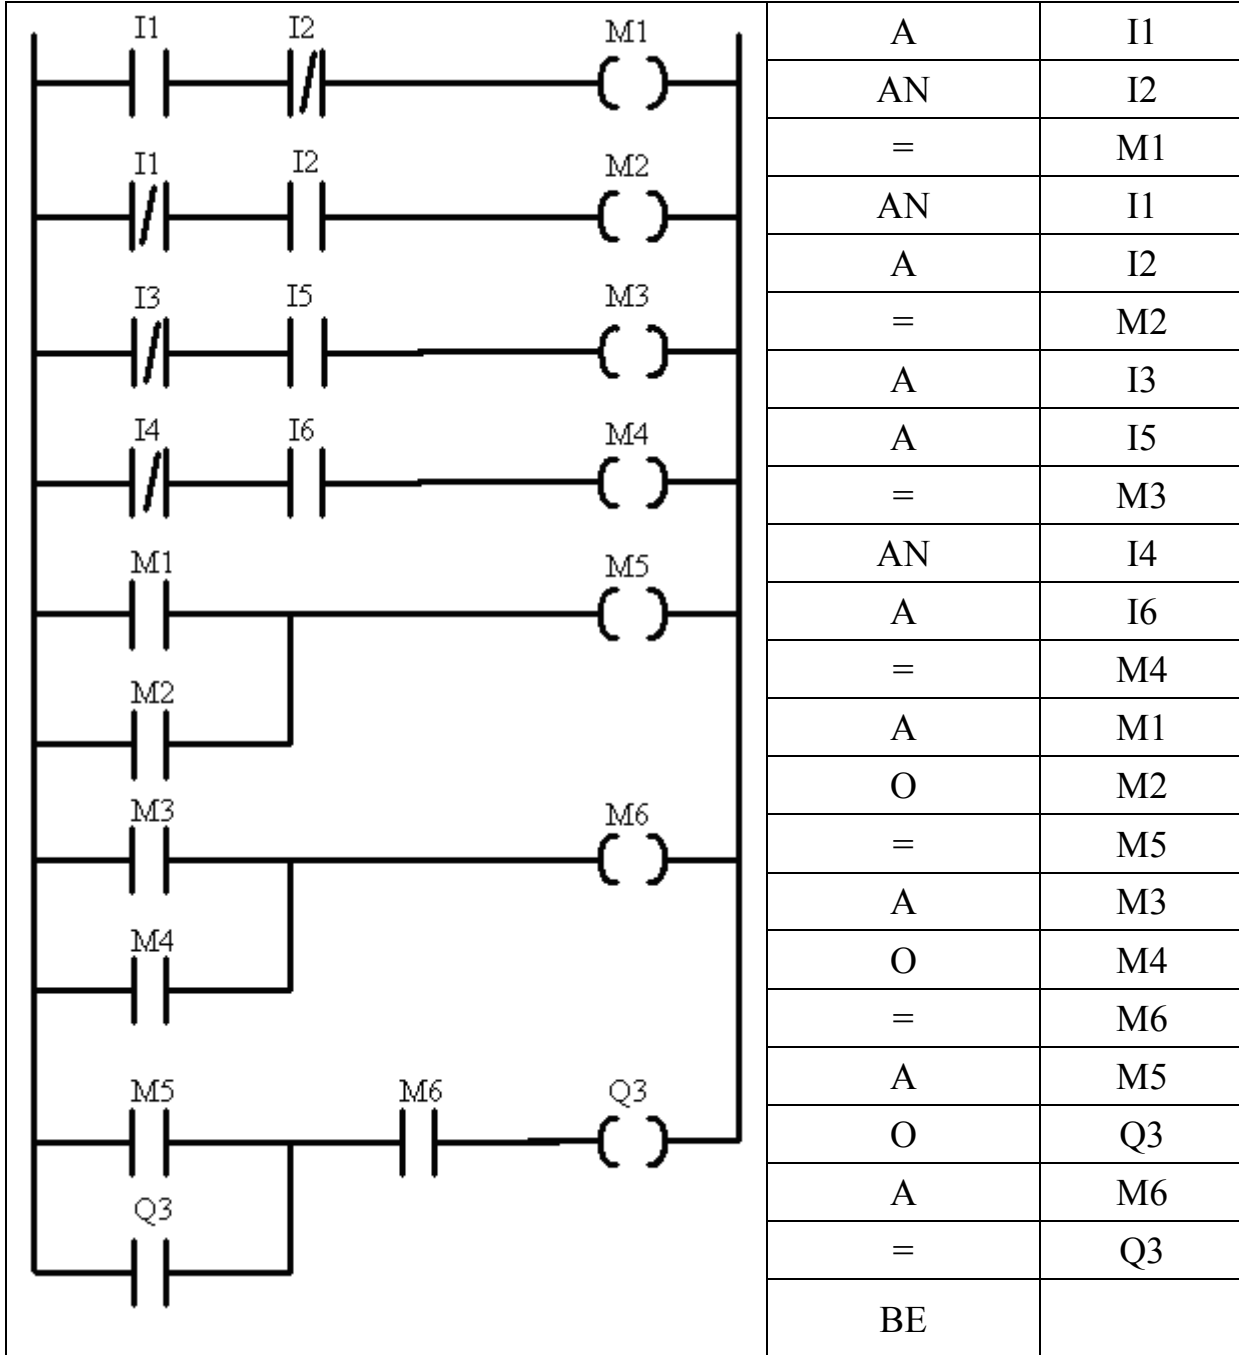 I1 I2 M1
I1 I2 M2
I3 I5 M3
I4 I6 M4
M1 M5
M2
M3 M6
M4
M5 M6 Q3
Q3
A I1
AN I2
= M1
AN I1
A I2
= M2
A I3
A I5
= M3
AN I4
A I6
= M4
A M1
O M2
= M5
A M3
O M4
= M6
A M5
O Q3
A M6
= Q3
BE